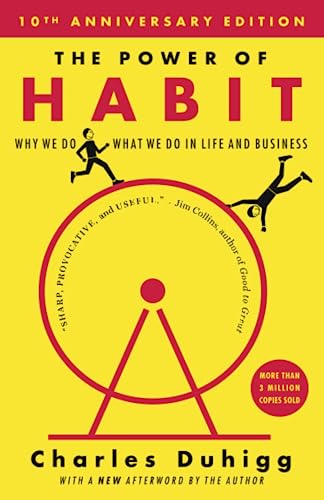 10TH ANNIVERSARY EDITION
THE POWER OF
HABIT
WHY WE DO WHAT WE DO IN LIFE AND BUSINESS
"SHARP, PROVOCATIVE, and USEFUL." - Jim Collins, author of Good to Great
MORE THAN
3 MILLION
COPIES SOLD
Charles Duhigg
WITH A NEW AFTERWORD BY THE AUTHOR